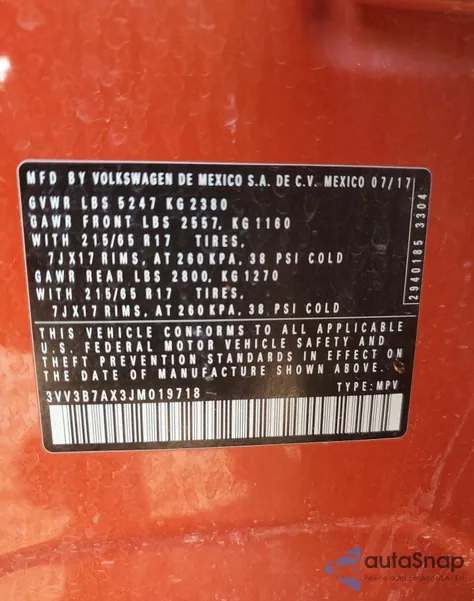 MFD BY VOLKSWAGEN DE MEXICO S.A. DE C.V. MEXICO 07/17
GVWR LBS 5247 KG 2380
GAWR FRONT LBS 2557, KG 1160
WITH 215/65 R17 TIRES,
7JX17 RIMS, AT 260 KPA, 38 PSI COLD
GAWR REAR LBS 2800, KG 1270
WITH 215/65 R17 TIRES,
7JX17 RIMS, AT 260 KPA, 38 PSI COLD
2940185 3304
THIS VEHICLE CONFORMS TO ALL APPLICABLE
U.S. FEDERAL MOTOR VEHICLE SAFETY AND
THEFT PREVENTION STANDARDS IN EFFECT ON
THE DATE OF MANUFACTURE SHOWN ABOVE.
3VV3B7AX3JM019718 TYPE: MPV
autaSnap